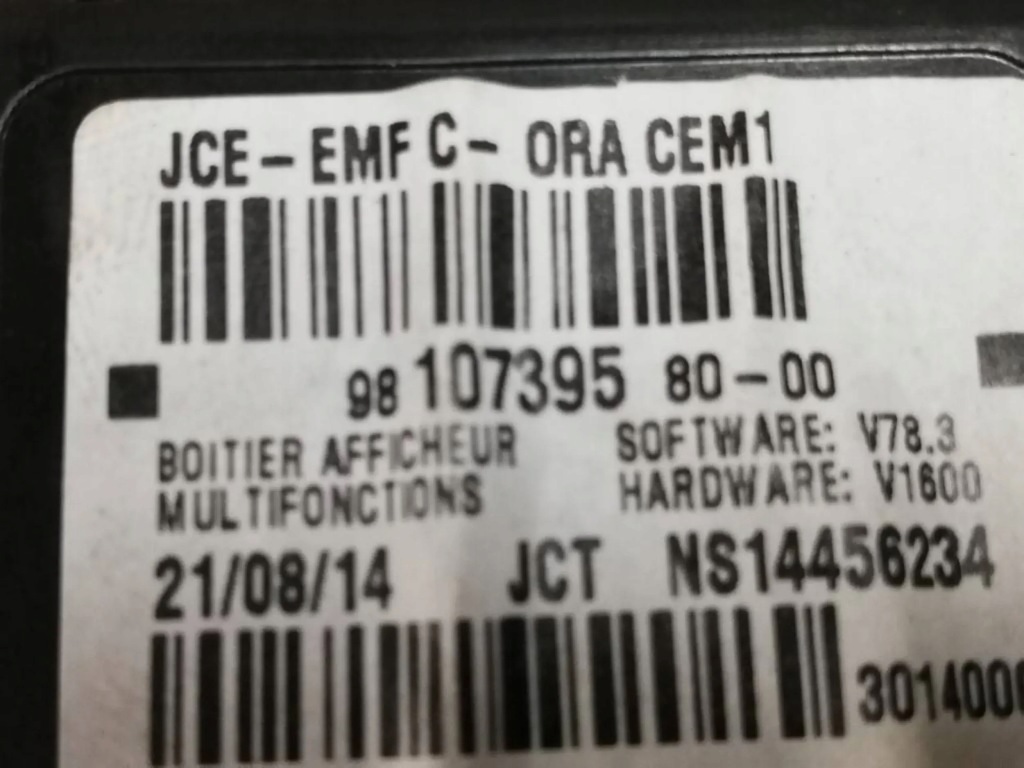 JCE-EMF C- ORA CEM1
98 107395 80-00
BOITIER AFFICHEUR SOFTWARE: V78.3
MULTIFONCTIONS HARDWARE: V1600
21/08/14 JCT NS14456234